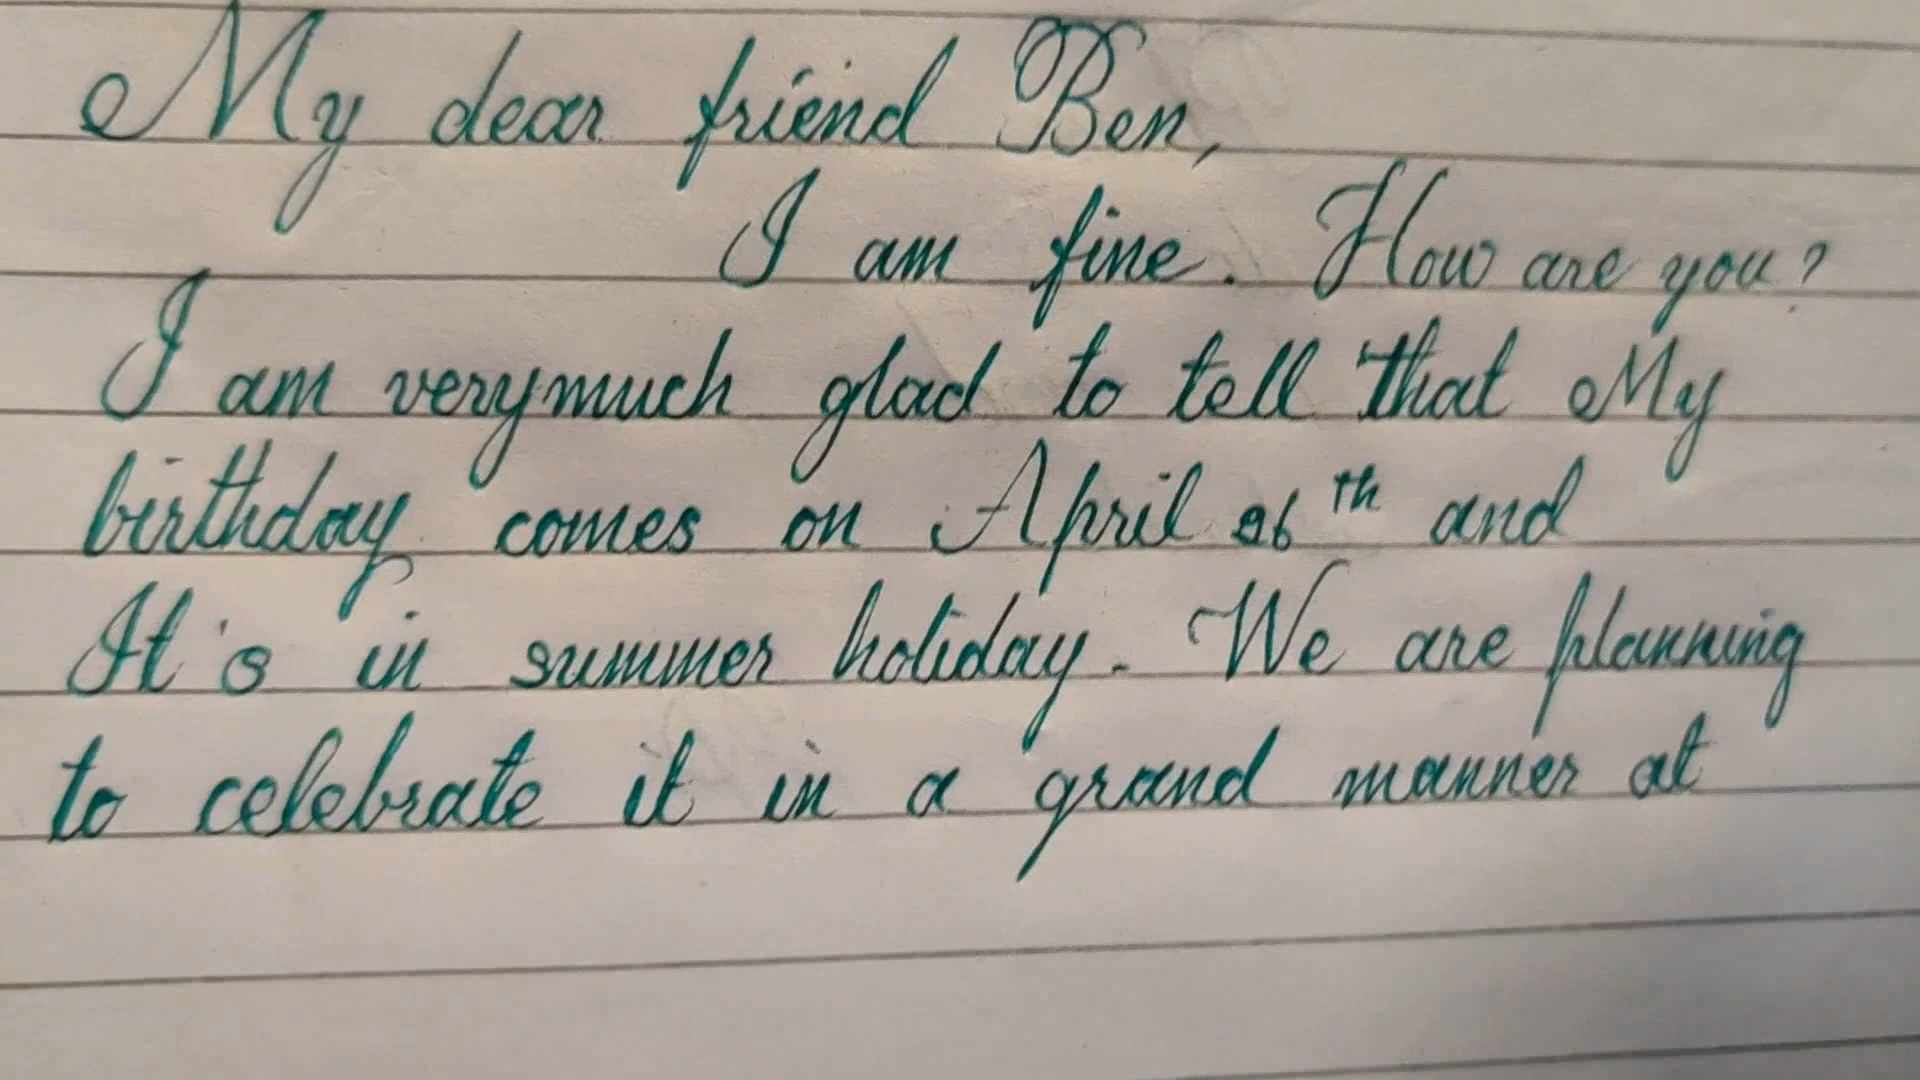 My dear friend Ben,
I am fine. How are you?
I am verymuch glad to tell that My
birthday comes on April 26th and
It's in summer holiday. We are planning
to celebrate it in a grand manner at